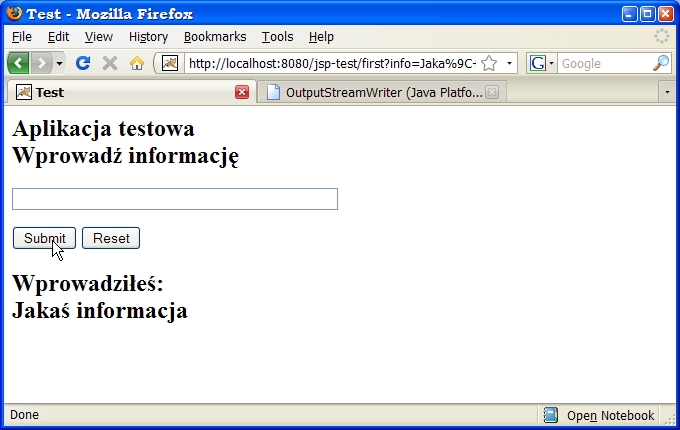 Test - Mozilla Firefox
File Edit View History Bookmarks Tools Help
http://localhost:8080/jsp-test/first?info=Jaka%9C- Google
Test OutputStreamWriter (Java Platfo...
Aplikacja testowa
Wprowadź informację
Submit Reset
Wprowadziłeś:
Jakaś informacja
Done Open Notebook